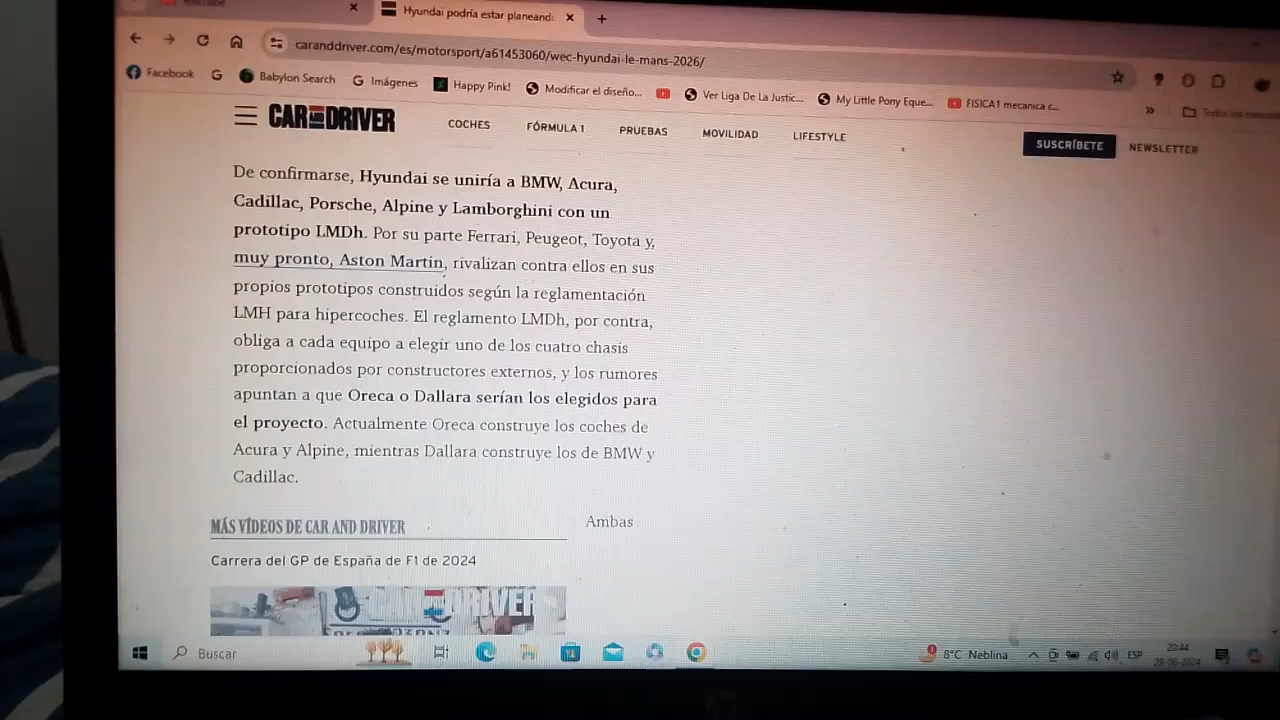 YouTube
Hyundai podría estar planeando
caranddriver.com/es/motorsport/a61453060/wec-hyundai-le-mans-2026/
Facebook
Babylon Search
Imágenes
Happy Pink!
Modificar el diseño...
Ver Liga De La Justic...
My Little Pony Eque...
FISICA1 mecanica c...
CAR AND DRIVER
COCHES
FÓRMULA 1
PRUEBAS
MOVILIDAD
LIFESTYLE
SUSCRÍBETE
NEWSLETTER
De confirmarse, Hyundai se uniría a BMW, Acura,
Cadillac, Porsche, Alpine y Lamborghini con un
prototipo LMDh. Por su parte Ferrari, Peugeot, Toyota y,
muy pronto, Aston Martin, rivalizan contra ellos en sus
propios prototipos construidos según la reglamentación
LMH para hipercoches. El reglamento LMDh, por contra,
obliga a cada equipo a elegir uno de los cuatro chasis
proporcionados por constructores externos, y los rumores
apuntan a que Oreca o Dallara serían los elegidos para
el proyecto. Actualmente Oreca construye los coches de
Acura y Alpine, mientras Dallara construye los de BMW y
Cadillac.
MÁS VÍDEOS DE CAR AND DRIVER
Ambas
Carrera del GP de España de F1 de 2024
Buscar
8°C Neblina
ESP
20:44
29-06-2024